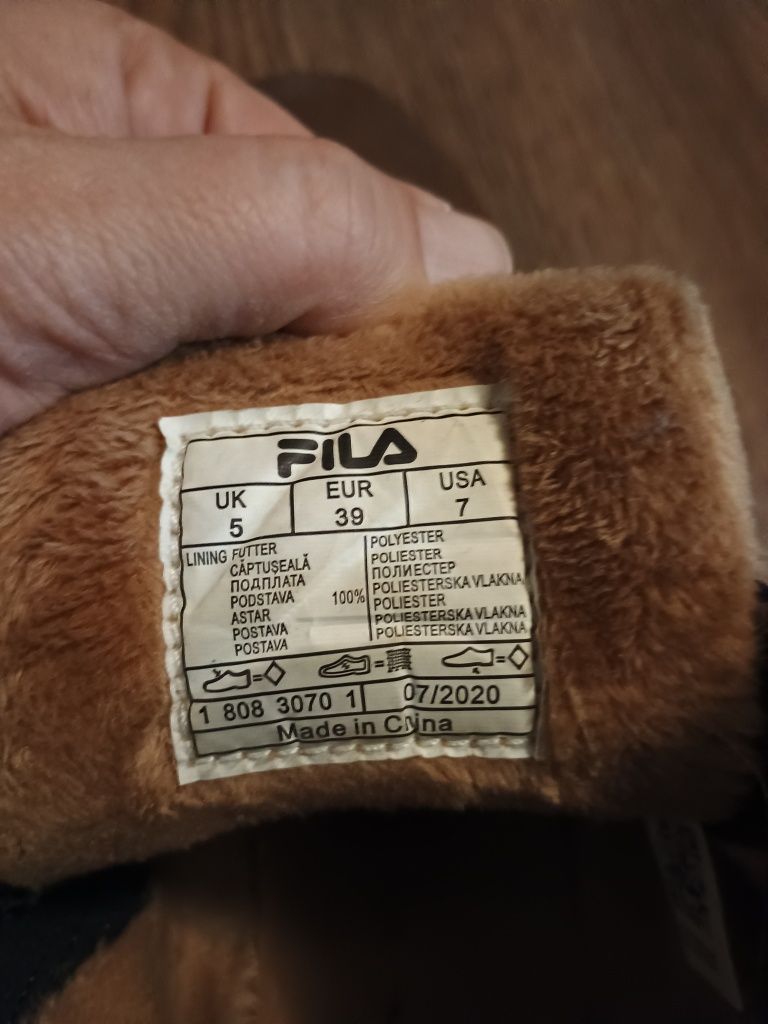 FILA
UK EUR USA
5 39 7
LINING FUTTER
CĂPTUȘEALĂ
ПОДПЛАТА
PODSTAVA
ASTAR
POSTAVA
POSTAVA
100%
POLYESTER
POLIESTER
ПОЛИЕСТЕР
POLIESTERSKA VLAKNA
POLIESTER
POLIESTERSKA VLAKNA
POLIESTERSKA VLAKNA
= = =
1 808 3070 1 07/2020
Made in China